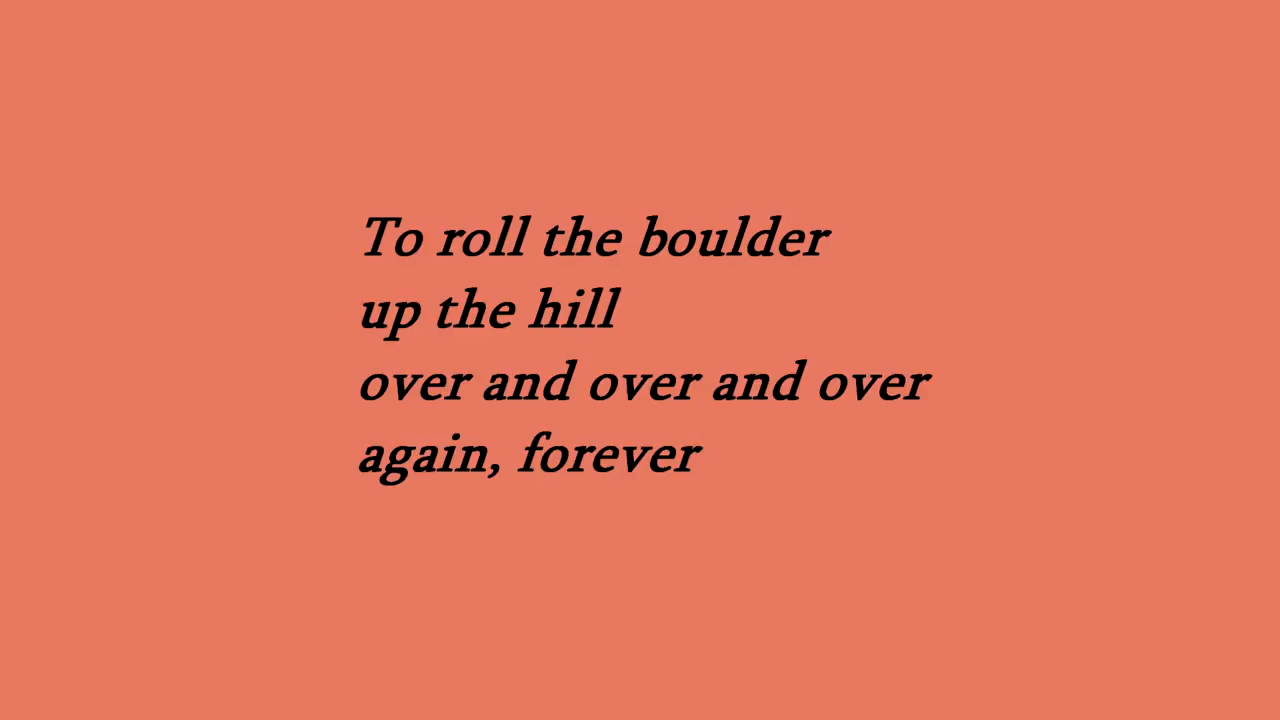 To roll the boulder
up the hill
over and over and over
again, forever